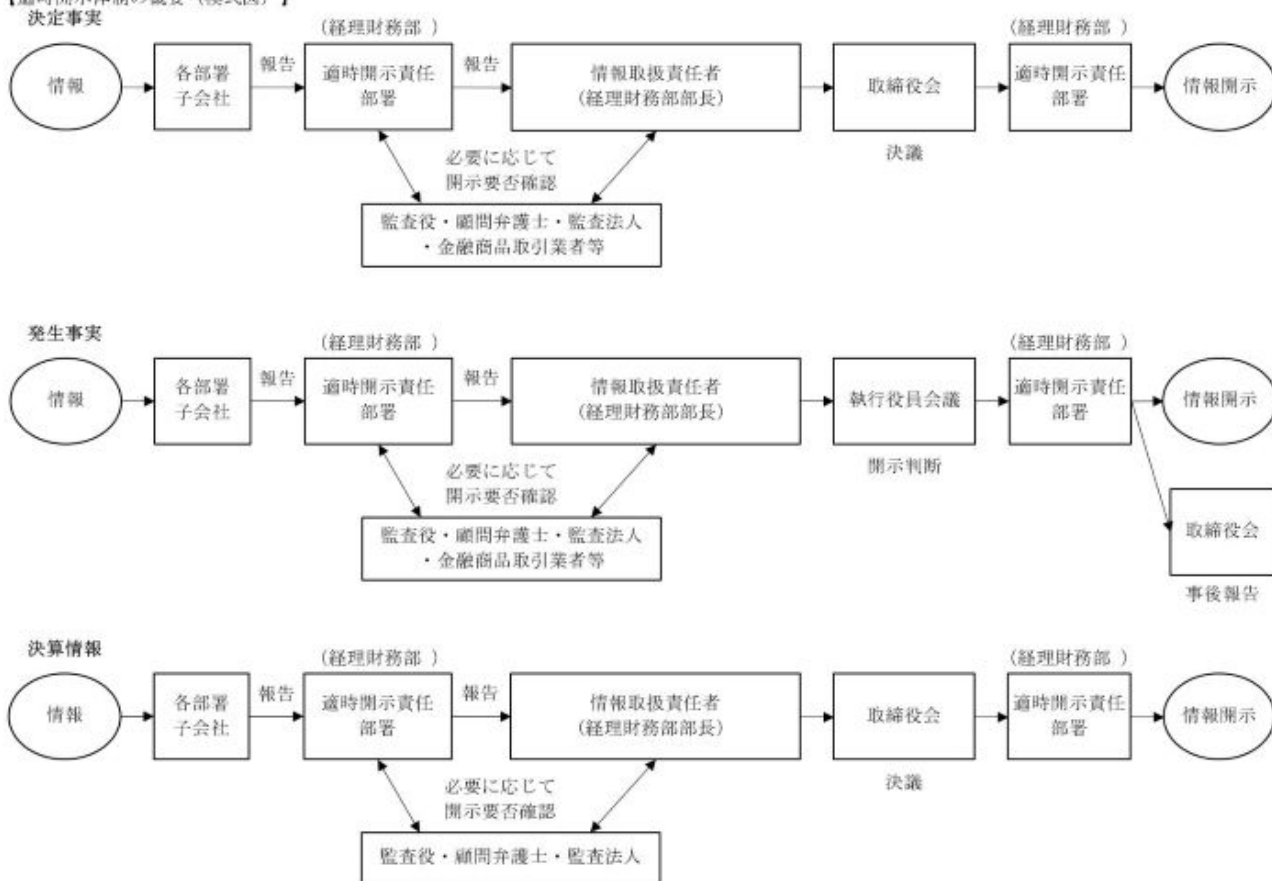 決定事実
(経理財務部 )
(経理財務部 )
情報
各部署
子会社
報告
適時開示責任
部署
報告
情報取扱責任者
(経理財務部部長)
取締役会
適時開示責任
部署
情報開示
決議
必要に応じて
開示要否確認
監査役・顧問弁護士・監査法人
・金融商品取引業者等
発生事実
(経理財務部 )
(経理財務部 )
情報
各部署
子会社
報告
適時開示責任
部署
報告
情報取扱責任者
(経理財務部部長)
執行役員会議
適時開示責任
部署
情報開示
開示判断
必要に応じて
開示要否確認
監査役・顧問弁護士・監査法人
・金融商品取引業者等
取締役会
事後報告
決算情報
(経理財務部 )
(経理財務部 )
情報
各部署
子会社
報告
適時開示責任
部署
報告
情報取扱責任者
(経理財務部部長)
取締役会
適時開示責任
部署
情報開示
決議
必要に応じて
開示要否確認
監査役・顧問弁護士・監査法人